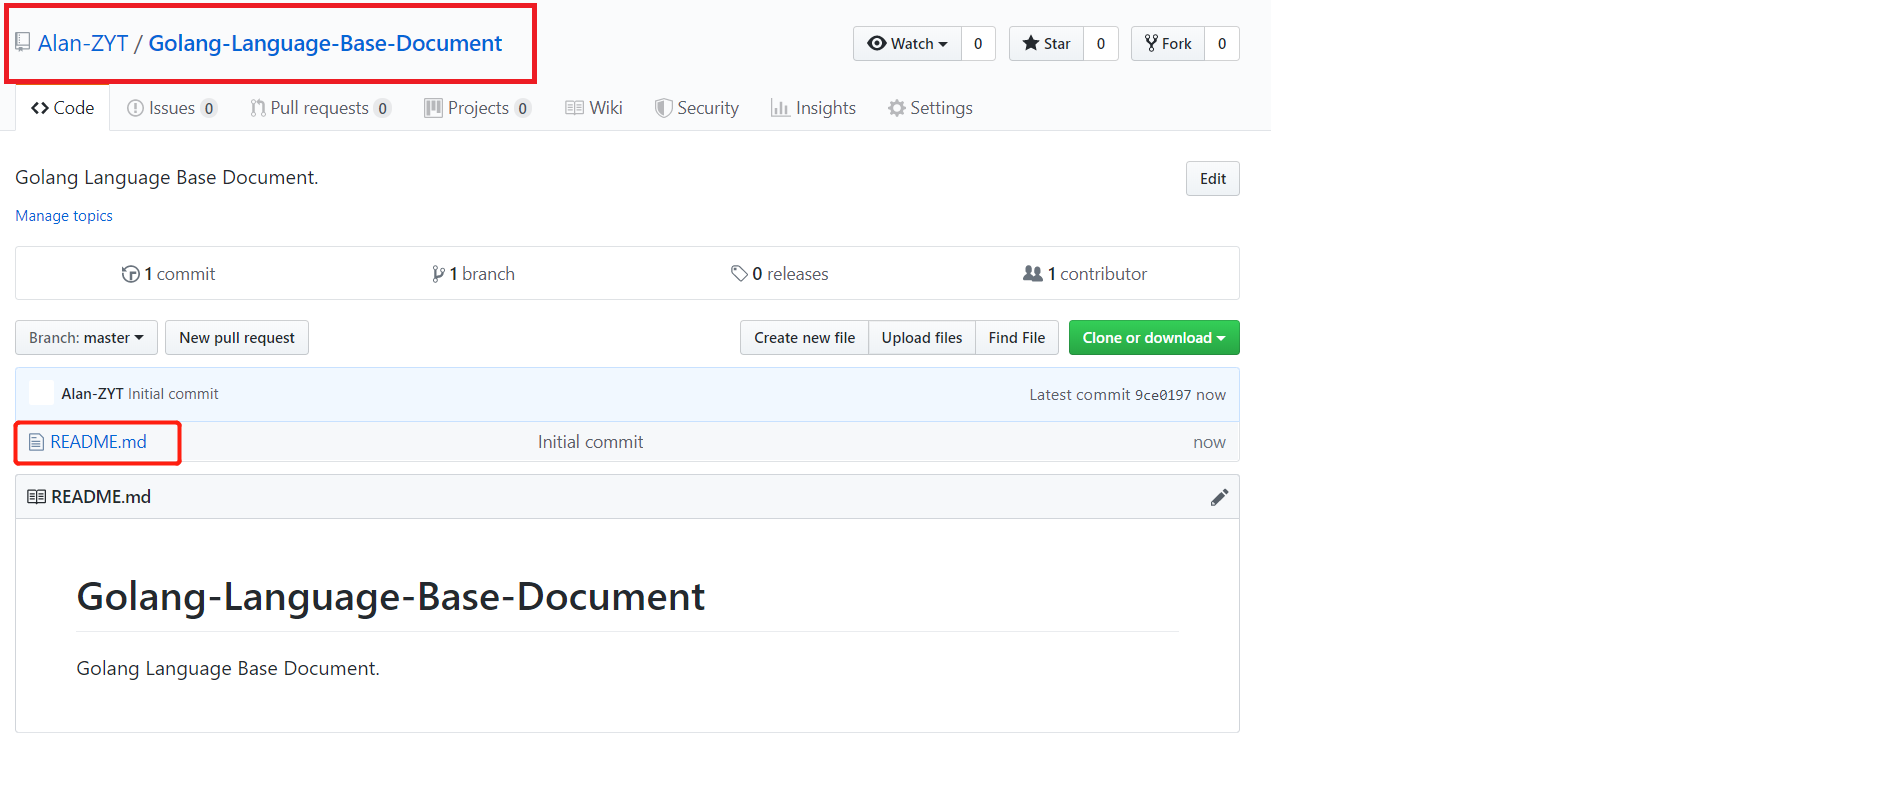 Alan-ZYT / Golang-Language-Base-Document Watch 0 Star 0 Fork 0
Code Issues 0 Pull requests 0 Projects 0 Wiki Security Insights Settings
Golang Language Base Document. Edit
Manage topics
1 commit 1 branch 0 releases 1 contributor
Branch: master New pull request Create new file Upload files Find File Clone or download
Alan-ZYT Initial commit Latest commit 9ce0197 now
README.md Initial commit now
README.md
Golang-Language-Base-Document
Golang Language Base Document.